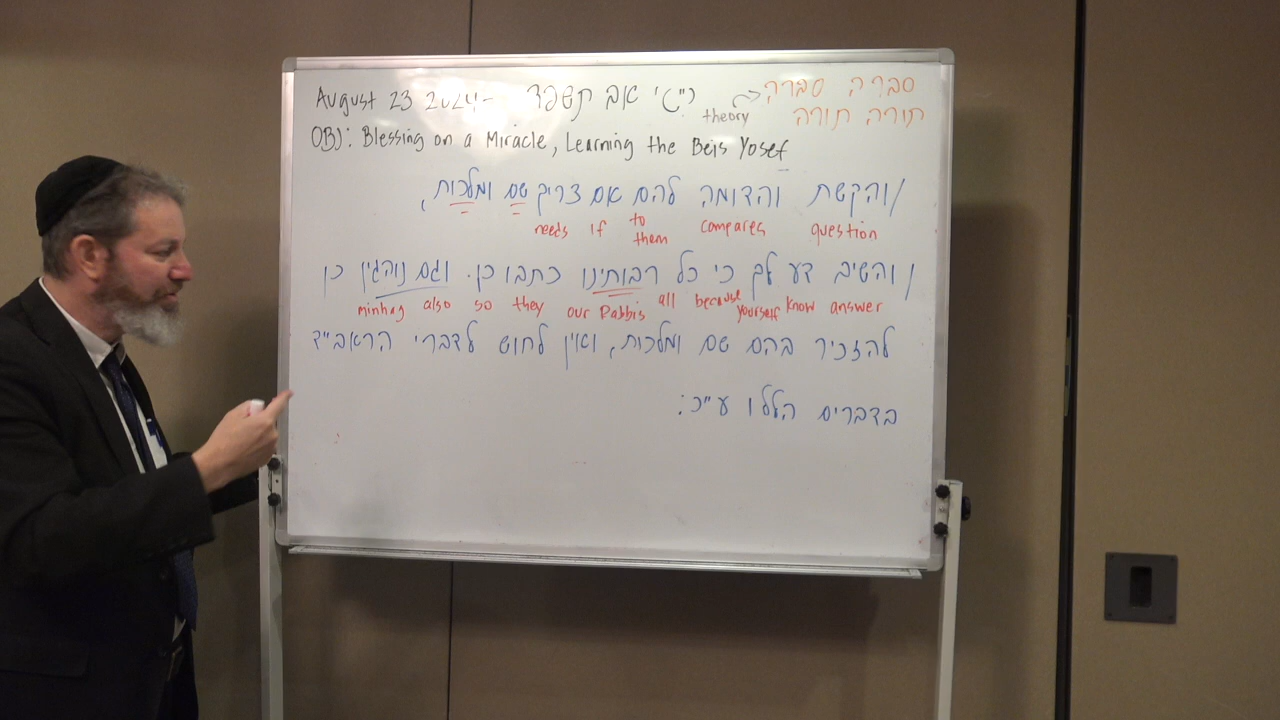 August 23 2024 - אב תשפד
סברה סברה
theory
תורה תורה
OBJ: Blessing on a Miracle, Learning the Beis Yosef
והקשת והדומה להם אם צריך שם ומלכות,
needs if to them compares question
והשיב דע לך כי כל רבותינו כתבו כן. וגם נוהגין כן
minhag also so they our Rabbis all because yourself know answer
להזכיר בהם שם ומלכות, ואין לחוש לדברי הראב"ד
בדברים הללו ע"כ: